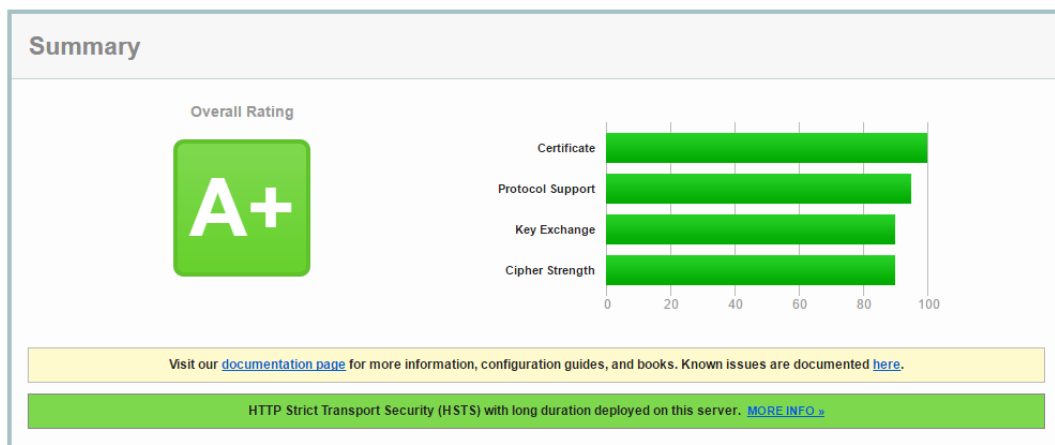 Summary
Overall Rating
A+
Certificate
Protocol Support
Key Exchange
Cipher Strength
0 20 40 60 80 100
Visit our documentation page for more information, configuration guides, and books. Known issues are documented here.
HTTP Strict Transport Security (HSTS) with long duration deployed on this server. MORE INFO »